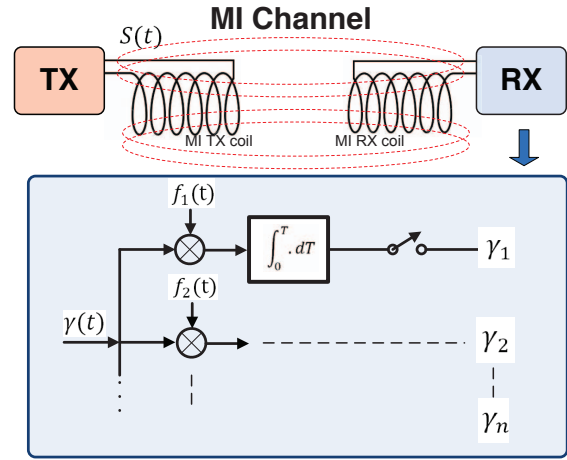 MI Channel
S(t)
TX
RX
MI TX coil
MI RX coil
f₁(t)
∫₀ᵀ . dT
γ₁
f₂(t)
γ(t)
γ₂
γₙ